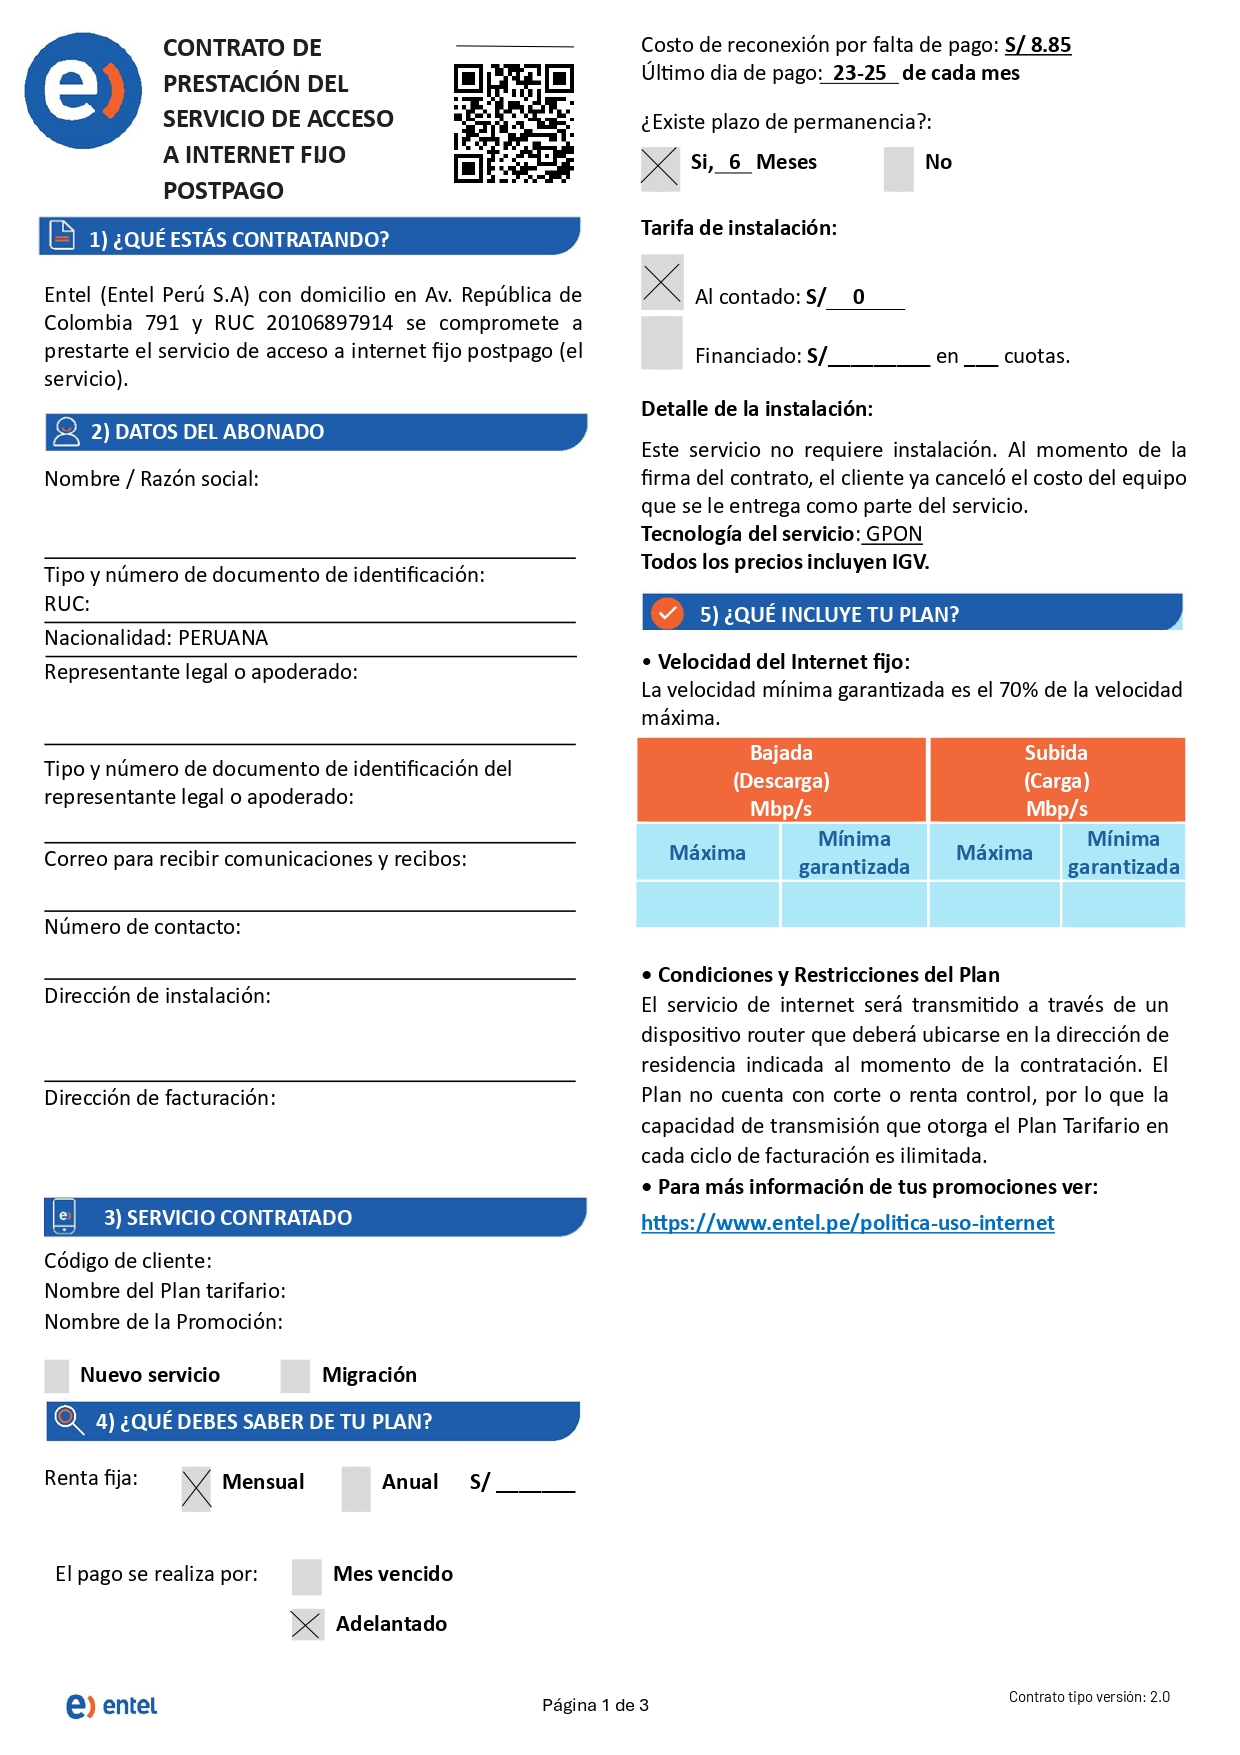 CONTRATO DE
PRESTACIÓN DEL
SERVICIO DE ACCESO
A INTERNET FIJO
POSTPAGO
1) ¿QUÉ ESTÁS CONTRATANDO?
Entel (Entel Perú S.A) con domicilio en Av. República de
Colombia 791 y RUC 20106897914 se compromete a
prestarte el servicio de acceso a internet fijo postpago (el
servicio).
2) DATOS DEL ABONADO
Nombre / Razón social:
Tipo y número de documento de identificación:
RUC:
Nacionalidad: PERUANA
Representante legal o apoderado:
Tipo y número de documento de identificación del
representante legal o apoderado:
Correo para recibir comunicaciones y recibos:
Número de contacto:
Dirección de instalación:
Dirección de facturación:
3) SERVICIO CONTRATADO
Código de cliente:
Nombre del Plan tarifario:
Nombre de la Promoción:
Nuevo servicio Migración
4) ¿QUÉ DEBES SABER DE TU PLAN?
Renta fija: Mensual Anual S/ _______
El pago se realiza por: Mes vencido
Adelantado
Costo de reconexión por falta de pago: S/ 8.85
Último dia de pago: 23-25 de cada mes
¿Existe plazo de permanencia?:
Si, 6 Meses No
Tarifa de instalación:
Al contado: S/ 0
Financiado: S/_________ en ___ cuotas.
Detalle de la instalación:
Este servicio no requiere instalación. Al momento de la
firma del contrato, el cliente ya canceló el costo del equipo
que se le entrega como parte del servicio.
Tecnología del servicio: GPON
Todos los precios incluyen IGV.
5) ¿QUÉ INCLUYE TU PLAN?
• Velocidad del Internet fijo:
La velocidad mínima garantizada es el 70% de la velocidad
máxima.
Bajada
(Descarga)
Mbp/s
Subida
(Carga)
Mbp/s
Máxima
Mínima
garantizada
Máxima
Mínima
garantizada
• Condiciones y Restricciones del Plan
El servicio de internet será transmitido a través de un
dispositivo router que deberá ubicarse en la dirección de
residencia indicada al momento de la contratación. El
Plan no cuenta con corte o renta control, por lo que la
capacidad de transmisión que otorga el Plan Tarifario en
cada ciclo de facturación es ilimitada.
• Para más información de tus promociones ver:
https://www.entel.pe/politica-uso-internet
entel
Página 1 de 3
Contrato tipo versión: 2.0